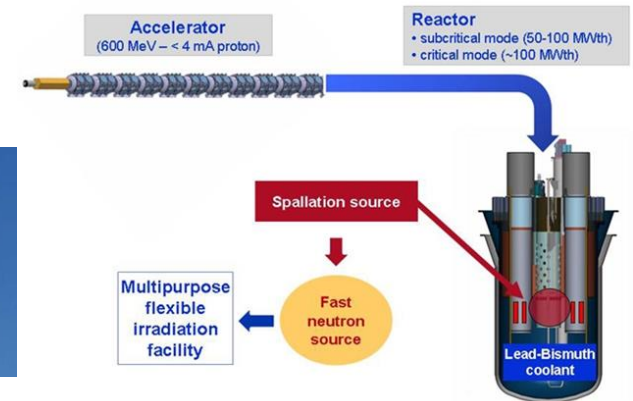 Accelerator
(600 MeV – < 4 mA proton)
Reactor
• subcritical mode (50-100 MWth)
• critical mode (~100 MWth)
Spallation source
Multipurpose
flexible
irradiation
facility
Fast
neutron
source
Lead-Bismuth
coolant